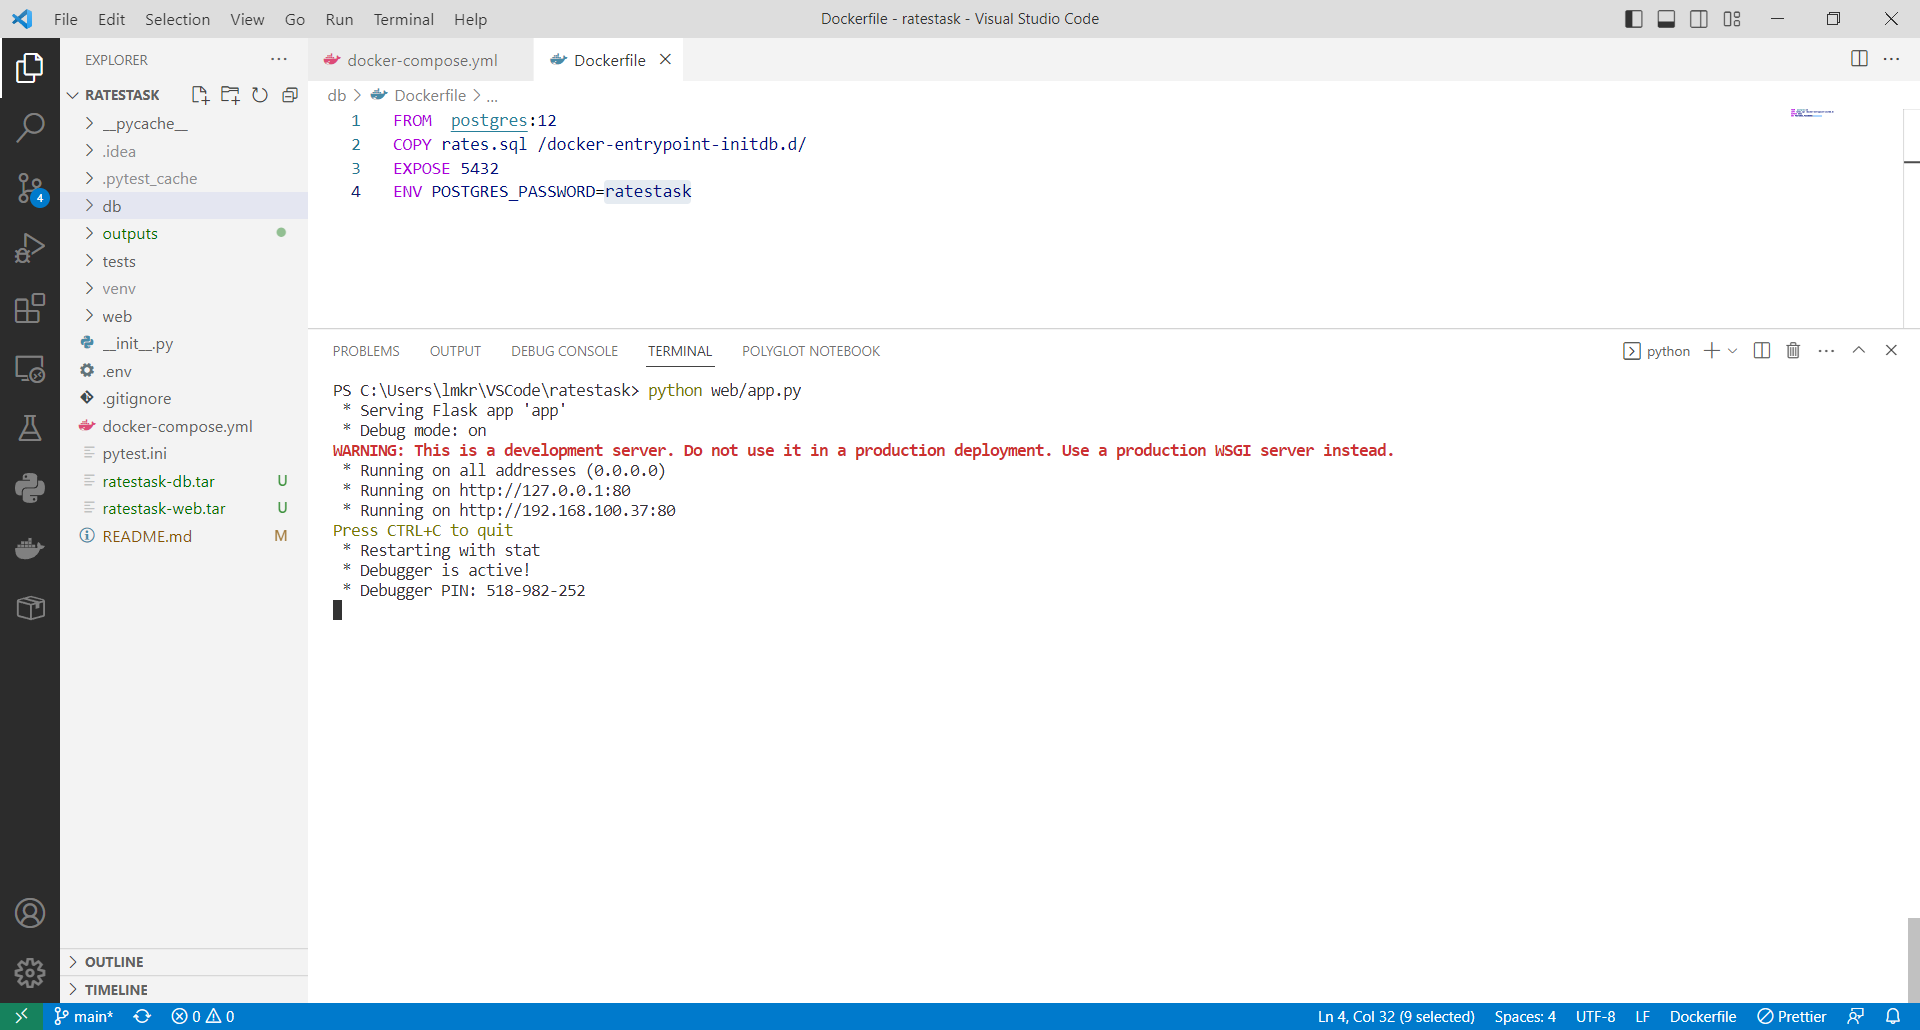 File Edit Selection View Go Run Terminal Help
Dockerfile - ratestask - Visual Studio Code
EXPLORER
RATESTASK
__pycache__
.idea
.pytest_cache
db
outputs
tests
venv
web
__init__.py
.env
.gitignore
docker-compose.yml
pytest.ini
ratestask-db.tar U
ratestask-web.tar U
README.md M
OUTLINE
TIMELINE
4
docker-compose.yml
Dockerfile
db > Dockerfile > ...
1 FROM  postgres:12
2 COPY rates.sql /docker-entrypoint-initdb.d/
3 EXPOSE 5432
4 ENV POSTGRES_PASSWORD=ratestask
PROBLEMS OUTPUT DEBUG CONSOLE TERMINAL POLYGLOT NOTEBOOK
python
PS C:\Users\lmkr\VSCode\ratestask> python web/app.py
* Serving Flask app 'app'
* Debug mode: on
WARNING: This is a development server. Do not use it in a production deployment. Use a production WSGI server instead.
* Running on all addresses (0.0.0.0)
* Running on http://127.0.0.1:80
* Running on http://192.168.100.37:80
Press CTRL+C to quit
* Restarting with stat
* Debugger is active!
* Debugger PIN: 518-982-252
main* 0 0
Ln 4, Col 32 (9 selected) Spaces: 4 UTF-8 LF Dockerfile Prettier